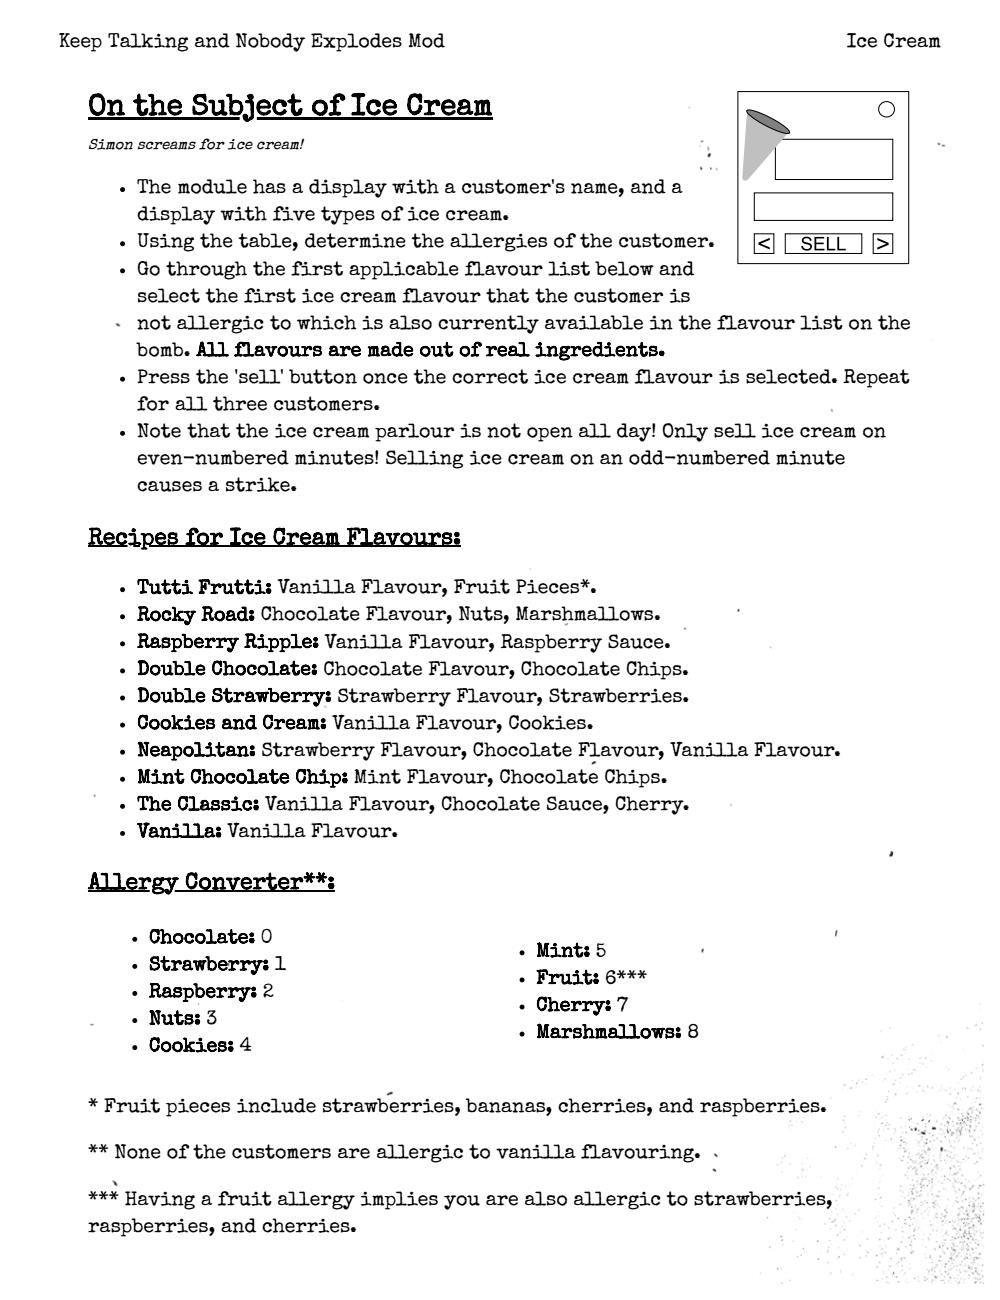 Keep Talking and Nobody Explodes Mod
Ice Cream
On the Subject of Ice Cream
Simon screams for ice cream!
• The module has a display with a customer's name, and a
display with five types of ice cream.
• Using the table, determine the allergies of the customer.
• Go through the first applicable flavour list below and
select the first ice cream flavour that the customer is
not allergic to which is also currently available in the flavour list on the
bomb. All flavours are made out of real ingredients.
• Press the 'sell' button once the correct ice cream flavour is selected. Repeat
for all three customers.
• Note that the ice cream parlour is not open all day! Only sell ice cream on
even-numbered minutes! Selling ice cream on an odd-numbered minute
causes a strike.
< SELL >
Recipes for Ice Cream Flavours:
• Tutti Frutti: Vanilla Flavour, Fruit Pieces*.
• Rocky Road: Chocolate Flavour, Nuts, Marshmallows.
• Raspberry Ripple: Vanilla Flavour, Raspberry Sauce.
• Double Chocolate: Chocolate Flavour, Chocolate Chips.
• Double Strawberry: Strawberry Flavour, Strawberries.
• Cookies and Cream: Vanilla Flavour, Cookies.
• Neapolitan: Strawberry Flavour, Chocolate Flavour, Vanilla Flavour.
• Mint Chocolate Chip: Mint Flavour, Chocolate Chips.
• The Classic: Vanilla Flavour, Chocolate Sauce, Cherry.
• Vanilla: Vanilla Flavour.
Allergy Converter**:
• Chocolate: 0
• Strawberry: 1
• Raspberry: 2
• Nuts: 3
• Cookies: 4
• Mint: 5
• Fruit: 6***
• Cherry: 7
• Marshmallows: 8
* Fruit pieces include strawberries, bananas, cherries, and raspberries.
** None of the customers are allergic to vanilla flavouring.
*** Having a fruit allergy implies you are also allergic to strawberries,
raspberries, and cherries.